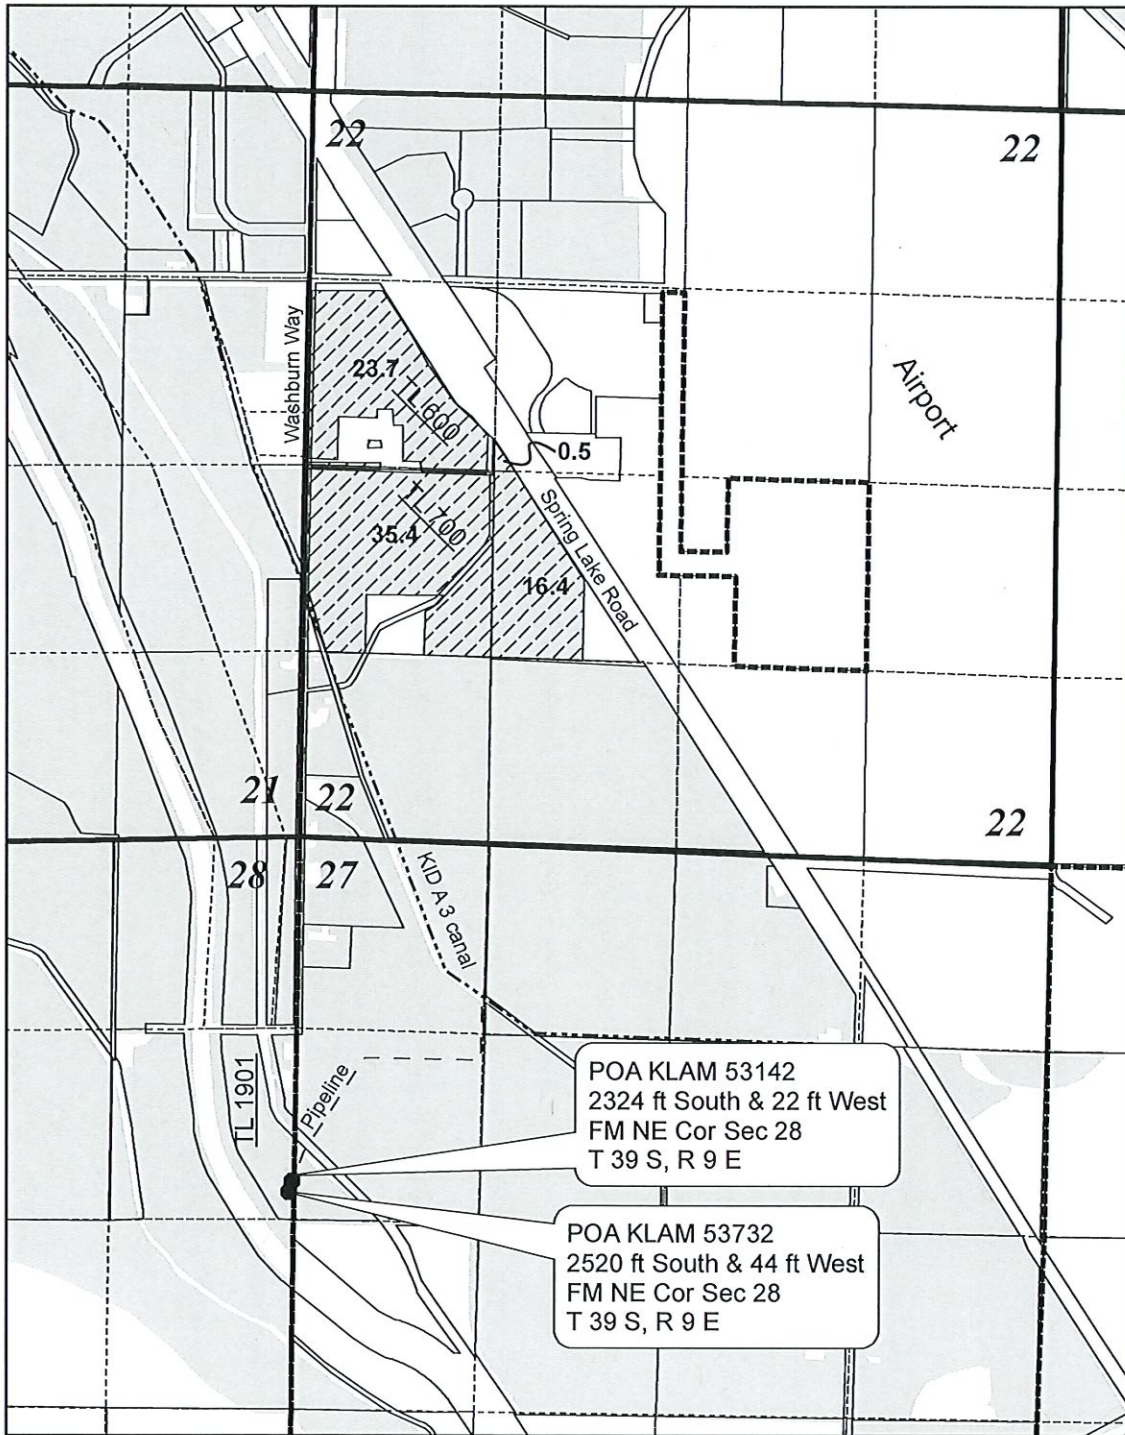 22
22
Washburn Way
23.7
TL 600
Airport
0.5
TL 700
35.4
16.4
Spring Lake Road
21
22
22
28
27
KID A 3 canal
TL 1901
Pipeline
POA KLAM 53142
2324 ft South & 22 ft West
FM NE Cor Sec 28
T 39 S, R 9 E
POA KLAM 53732
2520 ft South & 44 ft West
FM NE Cor Sec 28
T 39 S, R 9 E